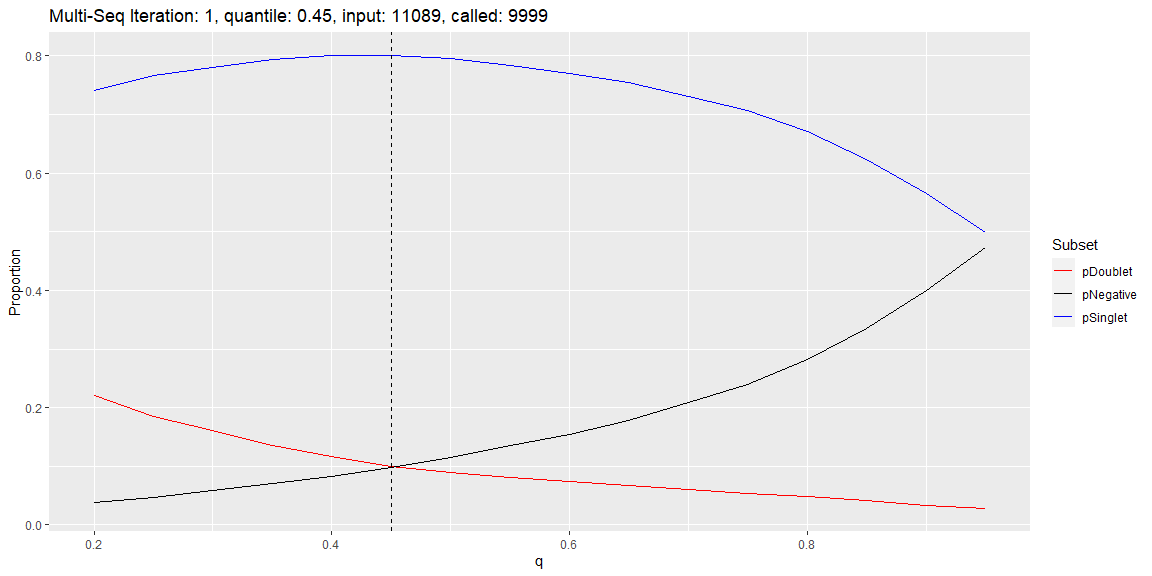 Multi-Seq Iteration: 1, quantile: 0.45, input: 11089, called: 9999
Proportion
0.8
0.6
0.4
0.2
0.0
0.2 0.4 0.6 0.8
q
Subset
pDoublet
pNegative
pSinglet